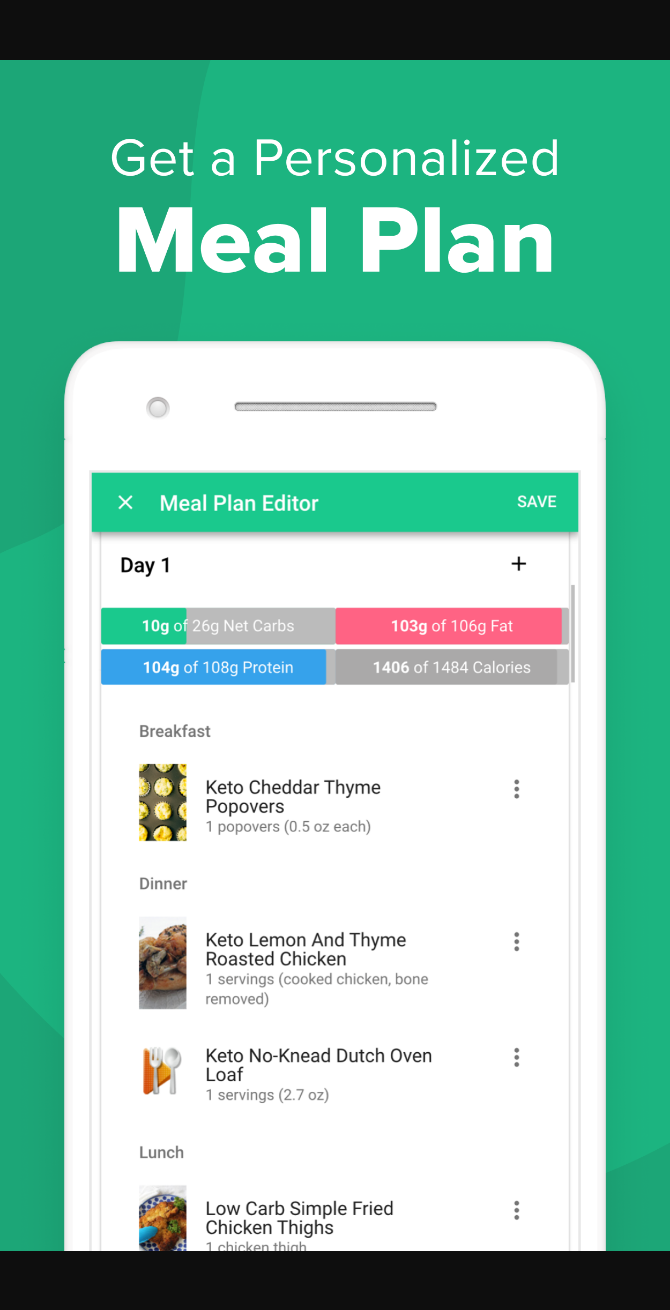 Get a Personalized
Meal Plan
Meal Plan Editor
SAVE
Day 1
10g of 26g Net Carbs
103g of 106g Fat
104g of 108g Protein
1406 of 1484 Calories
Breakfast
Keto Cheddar Thyme
Popovers
1 popovers (0.5 oz each)
Dinner
Keto Lemon And Thyme
Roasted Chicken
1 servings (cooked chicken, bone
removed)
Keto No-Knead Dutch Oven
Loaf
1 servings (2.7 oz)
Lunch
Low Carb Simple Fried
Chicken Thighs
1 chicken thigh